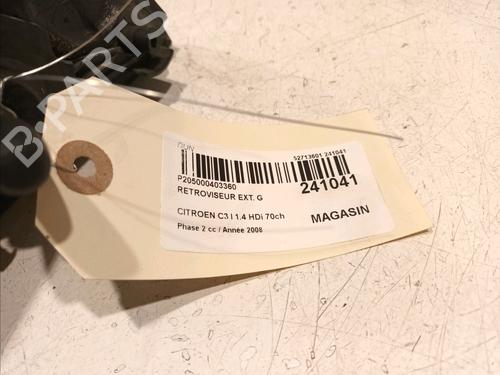 B-PARTS
DUN
52713601 241041
P205000403360
241041
RETROVISEUR EXT. G
CITROEN C3 I 1.4 HDi 70ch
MAGASIN
Phase 2 cc / Année 2008